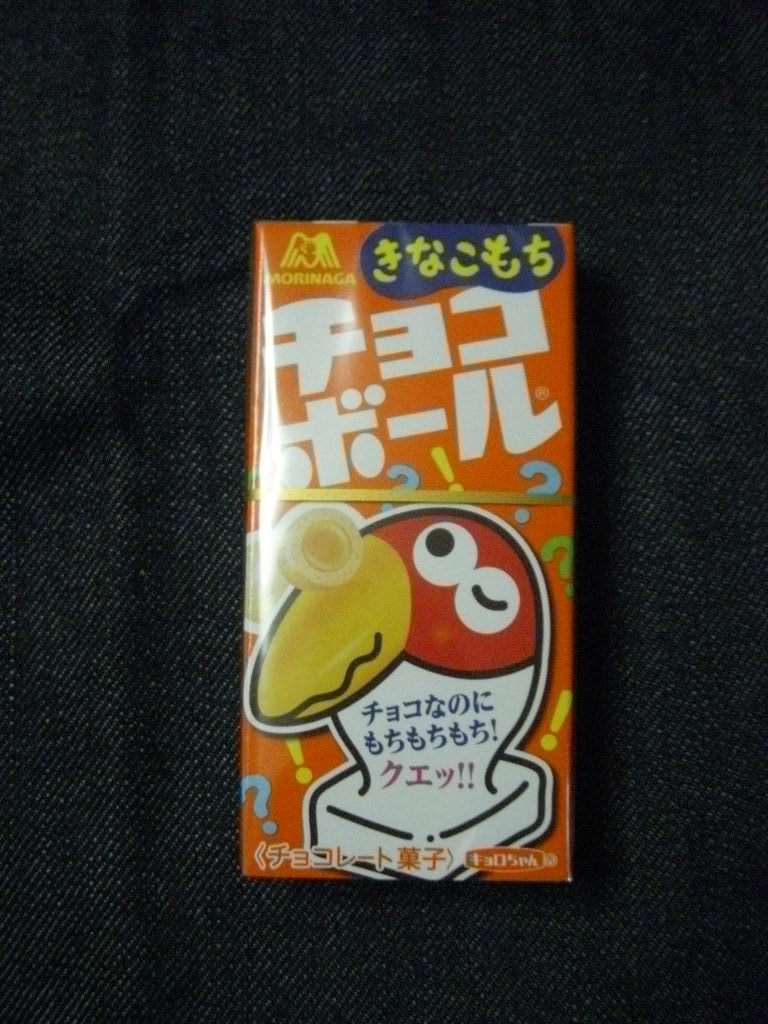 MORINAGA
きなこもち
チョコ
ボール®
チョコなのに
もちもちもち!
クエッ!!
〈チョコレート菓子〉 キョロちゃん®